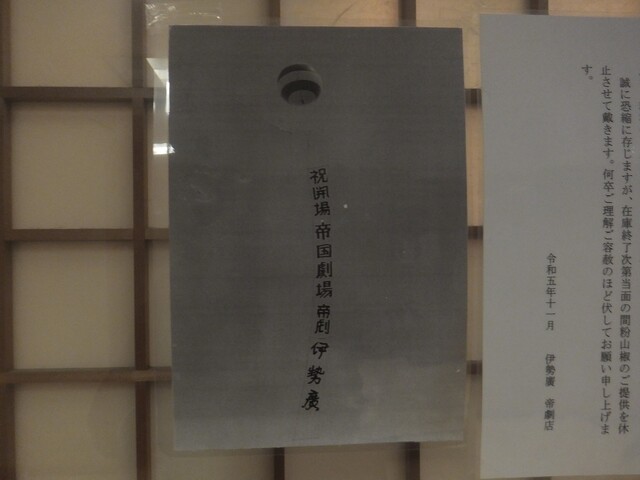 誠に恐縮に存じますが、在庫終了次第当面の間粉山椒のご提供を休
止させて戴きます。何卒ご理解ご容赦のほど伏してお願い申し上げま
す。
令和五年十一月　伊勢廣　帝劇店
祝開場帝国劇場帝劇伊勢廣